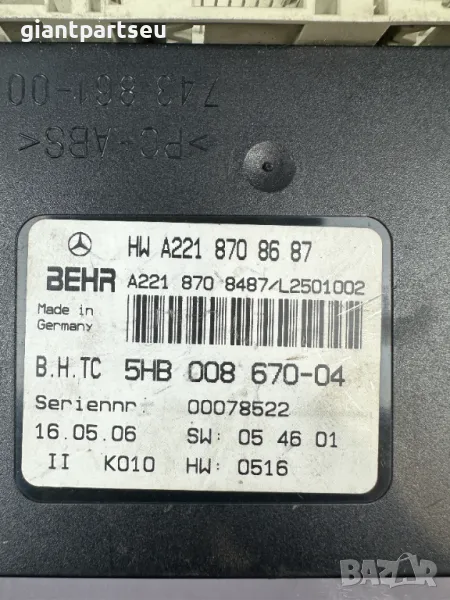 giantpartseu
743 861-00
>PC-ABS<
HW A221 870 86 87
BEHR A221 870 8487/L2501002
Made in
Germany
B.H.TC 5HB 008 670-04
Seriennr. 00078522
16.05.06 SW: 05 46 01
II K010 HW: 0516
BAZAR